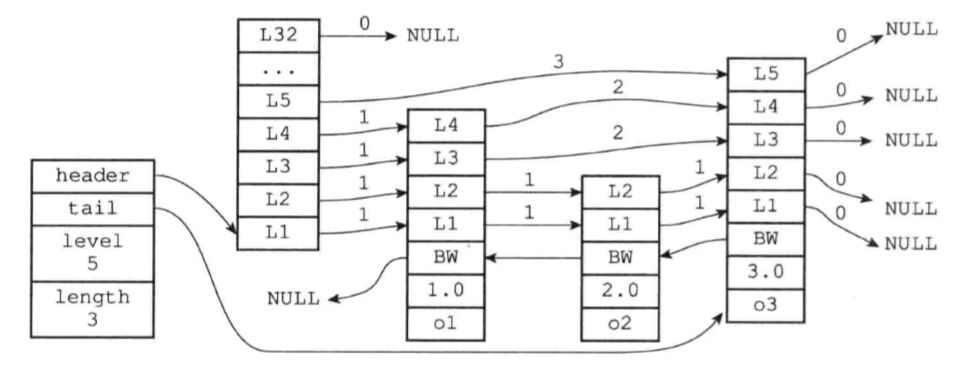 header
tail
level
5
length
3
L32
...
L5
L4
L3
L2
L1
0
NULL
3
1
1
1
1
L4
L3
L2
L1
BW
1.0
o1
NULL
2
2
1
1
L2
L1
BW
2.0
o2
1
1
L5
L4
L3
L2
L1
BW
3.0
o3
0
NULL
0
NULL
0
NULL
0
NULL
0
NULL